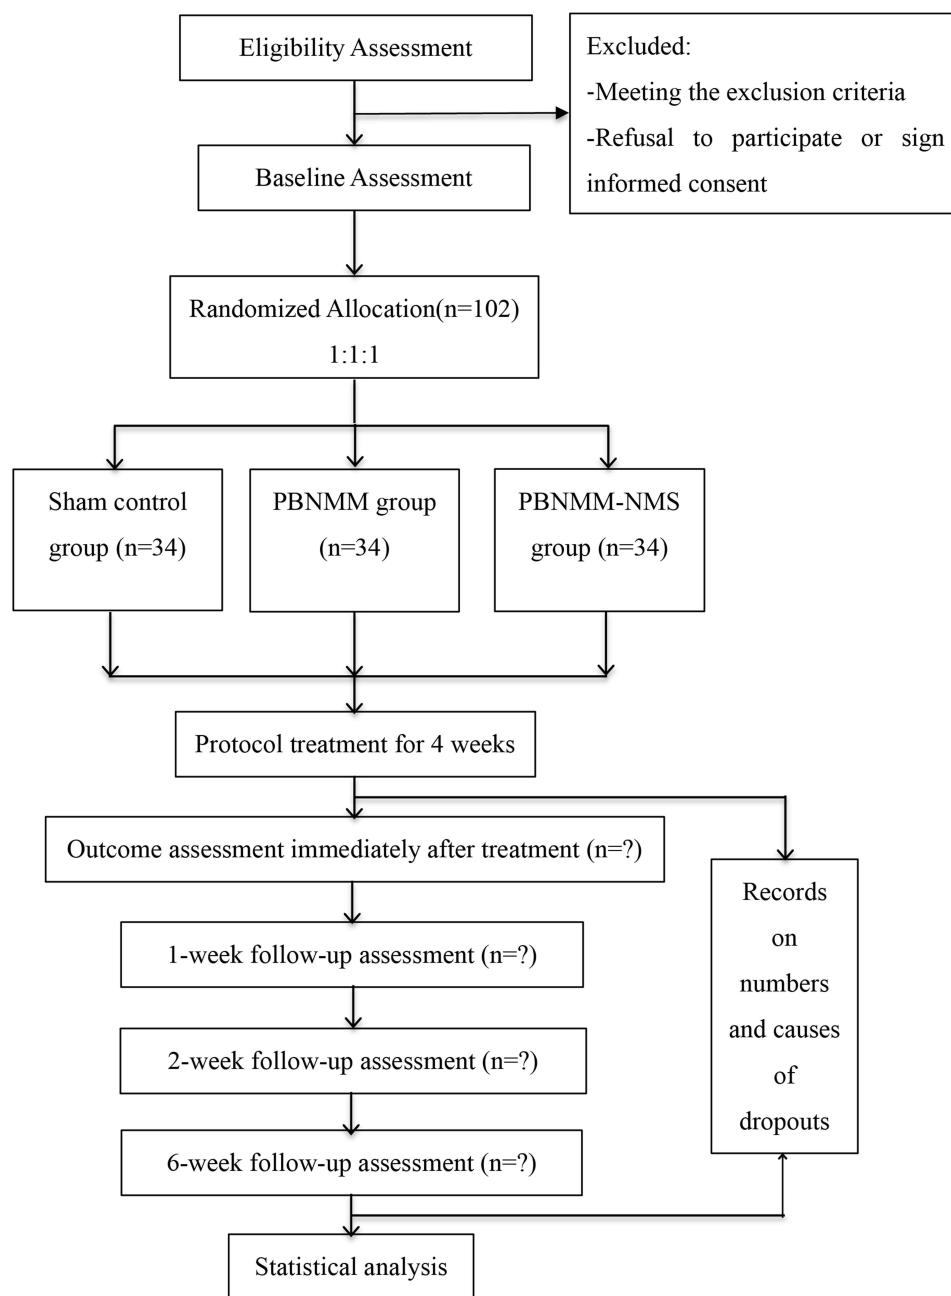 Eligibility Assessment
Excluded:
-Meeting the exclusion criteria
-Refusal to participate or sign
informed consent
Baseline Assessment
Randomized Allocation(n=102)
1:1:1
Sham control
group (n=34)
PBNMM group
(n=34)
PBNMM-NMS
group (n=34)
Protocol treatment for 4 weeks
Outcome assessment immediately after treatment (n=?)
1-week follow-up assessment (n=?)
2-week follow-up assessment (n=?)
6-week follow-up assessment (n=?)
Records
on
numbers
and causes
of
dropouts
Statistical analysis